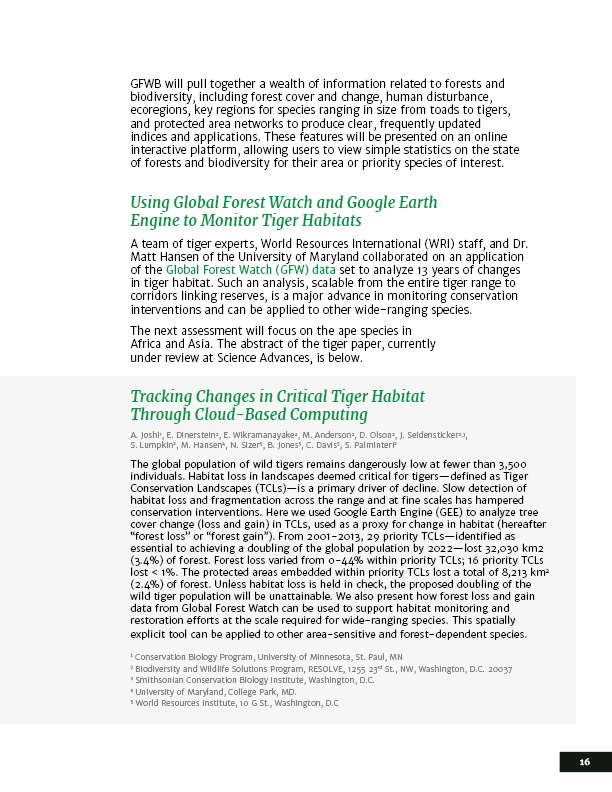 GFWB will pull together a wealth of information related to forests and
biodiversity, including forest cover and change, human disturbance,
ecoregions, key regions for species ranging in size from toads to tigers,
and protected area networks to produce clear, frequently updated
indices and applications. These features will be presented on an online
interactive platform, allowing users to view simple statistics on the state
of forests and biodiversity for their area or priority species of interest.
Using Global Forest Watch and Google Earth
Engine to Monitor Tiger Habitats
A team of tiger experts, World Resources International (WRI) staff, and Dr.
Matt Hansen of the University of Maryland collaborated on an application
of the Global Forest Watch (GFW) data set to analyze 13 years of changes
in tiger habitat. Such an analysis, scalable from the entire tiger range to
corridors linking reserves, is a major advance in monitoring conservation
interventions and can be applied to other wide-ranging species.
The next assessment will focus on the ape species in
Africa and Asia. The abstract of the tiger paper, currently
under review at Science Advances, is below.
Tracking Changes in Critical Tiger Habitat
Through Cloud-Based Computing
A. Joshi¹, E. Dinerstein², E. Wikramanayake², M. Anderson², D. Olson², J. Seidensticker²,³,
S. Lumpkin², M. Hansen⁴, N. Sizer⁵, B. Jones², C. Davis⁵, S. Palminteri²
The global population of wild tigers remains dangerously low at fewer than 3,500
individuals. Habitat loss in landscapes deemed critical for tigers—defined as Tiger
Conservation Landscapes (TCLs)—is a primary driver of decline. Slow detection of
habitat loss and fragmentation across the range and at fine scales has hampered
conservation interventions. Here we used Google Earth Engine (GEE) to analyze tree
cover change (loss and gain) in TCLs, used as a proxy for change in habitat (hereafter
“forest loss” or “forest gain”). From 2001-2013, 29 priority TCLs—identified as
essential to achieving a doubling of the global population by 2022—lost 32,030 km2
(3.4%) of forest. Forest loss varied from 0-44% within priority TCLs; 16 priority TCLs
lost < 1%. The protected areas embedded within priority TCLs lost a total of 8,213 km²
(2.4%) of forest. Unless habitat loss is held in check, the proposed doubling of the
wild tiger population will be unattainable. We also present how forest loss and gain
data from Global Forest Watch can be used to support habitat monitoring and
restoration efforts at the scale required for wide-ranging species. This spatially
explicit tool can be applied to other area-sensitive and forest-dependent species.
¹ Conservation Biology Program, University of Minnesota, St. Paul, MN
² Biodiversity and Wildlife Solutions Program, RESOLVE, 1255 23rd St., NW, Washington, D.C. 20037
³ Smithsonian Conservation Biology Institute, Washington, D.C.
⁴ University of Maryland, College Park, MD.
⁵ World Resources Institute, 10 G St., Washington, D.C
16